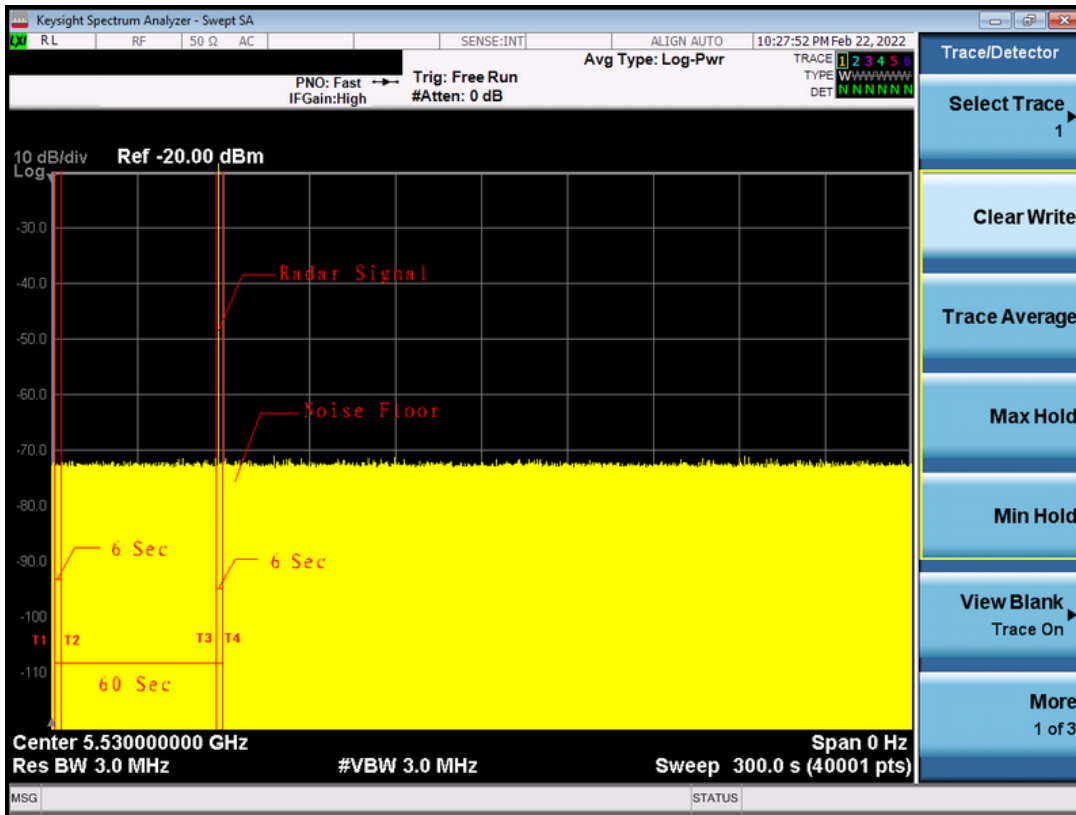 Keysight Spectrum Analyzer - Swept SA
LXI RL RF 50 Ω AC SENSE:INT ALIGN AUTO 10:27:52 PM Feb 22, 2022
Avg Type: Log-Pwr
TRACE 1 2 3 4 5 6
PNO: Fast Trig: Free Run
TYPE WWWWWW
IFGain:High #Atten: 0 dB
DET N N N N N N
10 dB/div Ref -20.00 dBm
Log
-30.0
-40.0
-50.0
-60.0
-70.0
-80.0
-90.0
-100
-110
Radar Signal
Noise Floor
6 Sec
6 Sec
T1 T2 T3 T4
60 Sec
Center 5.530000000 GHz Span 0 Hz
Res BW 3.0 MHz #VBW 3.0 MHz Sweep 300.0 s (40001 pts)
MSG STATUS
Trace/Detector
Select Trace
1
Clear Write
Trace Average
Max Hold
Min Hold
View Blank
Trace On
More
1 of 3